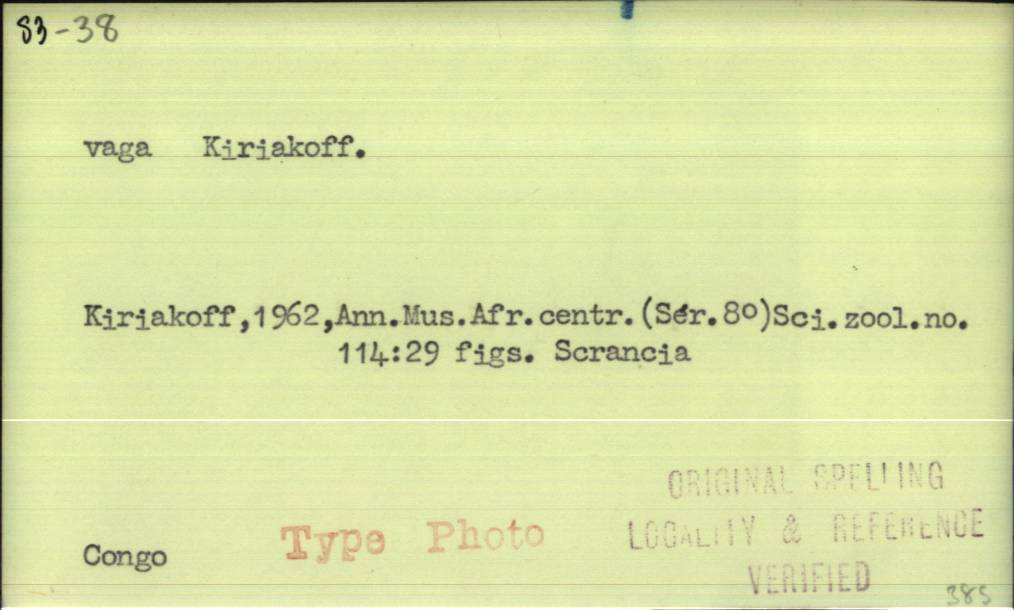 83-38
vaga Kiriakoff.
Kiriakoff,1962,Ann.Mus.Afr.centr.(Sér.8º)Sci.zool.no.
114:29 figs. Scrancia
ORIGINAL SPELLING
LOCALITY & REFERENCE
VERIFIED
Type Photo
Congo
385